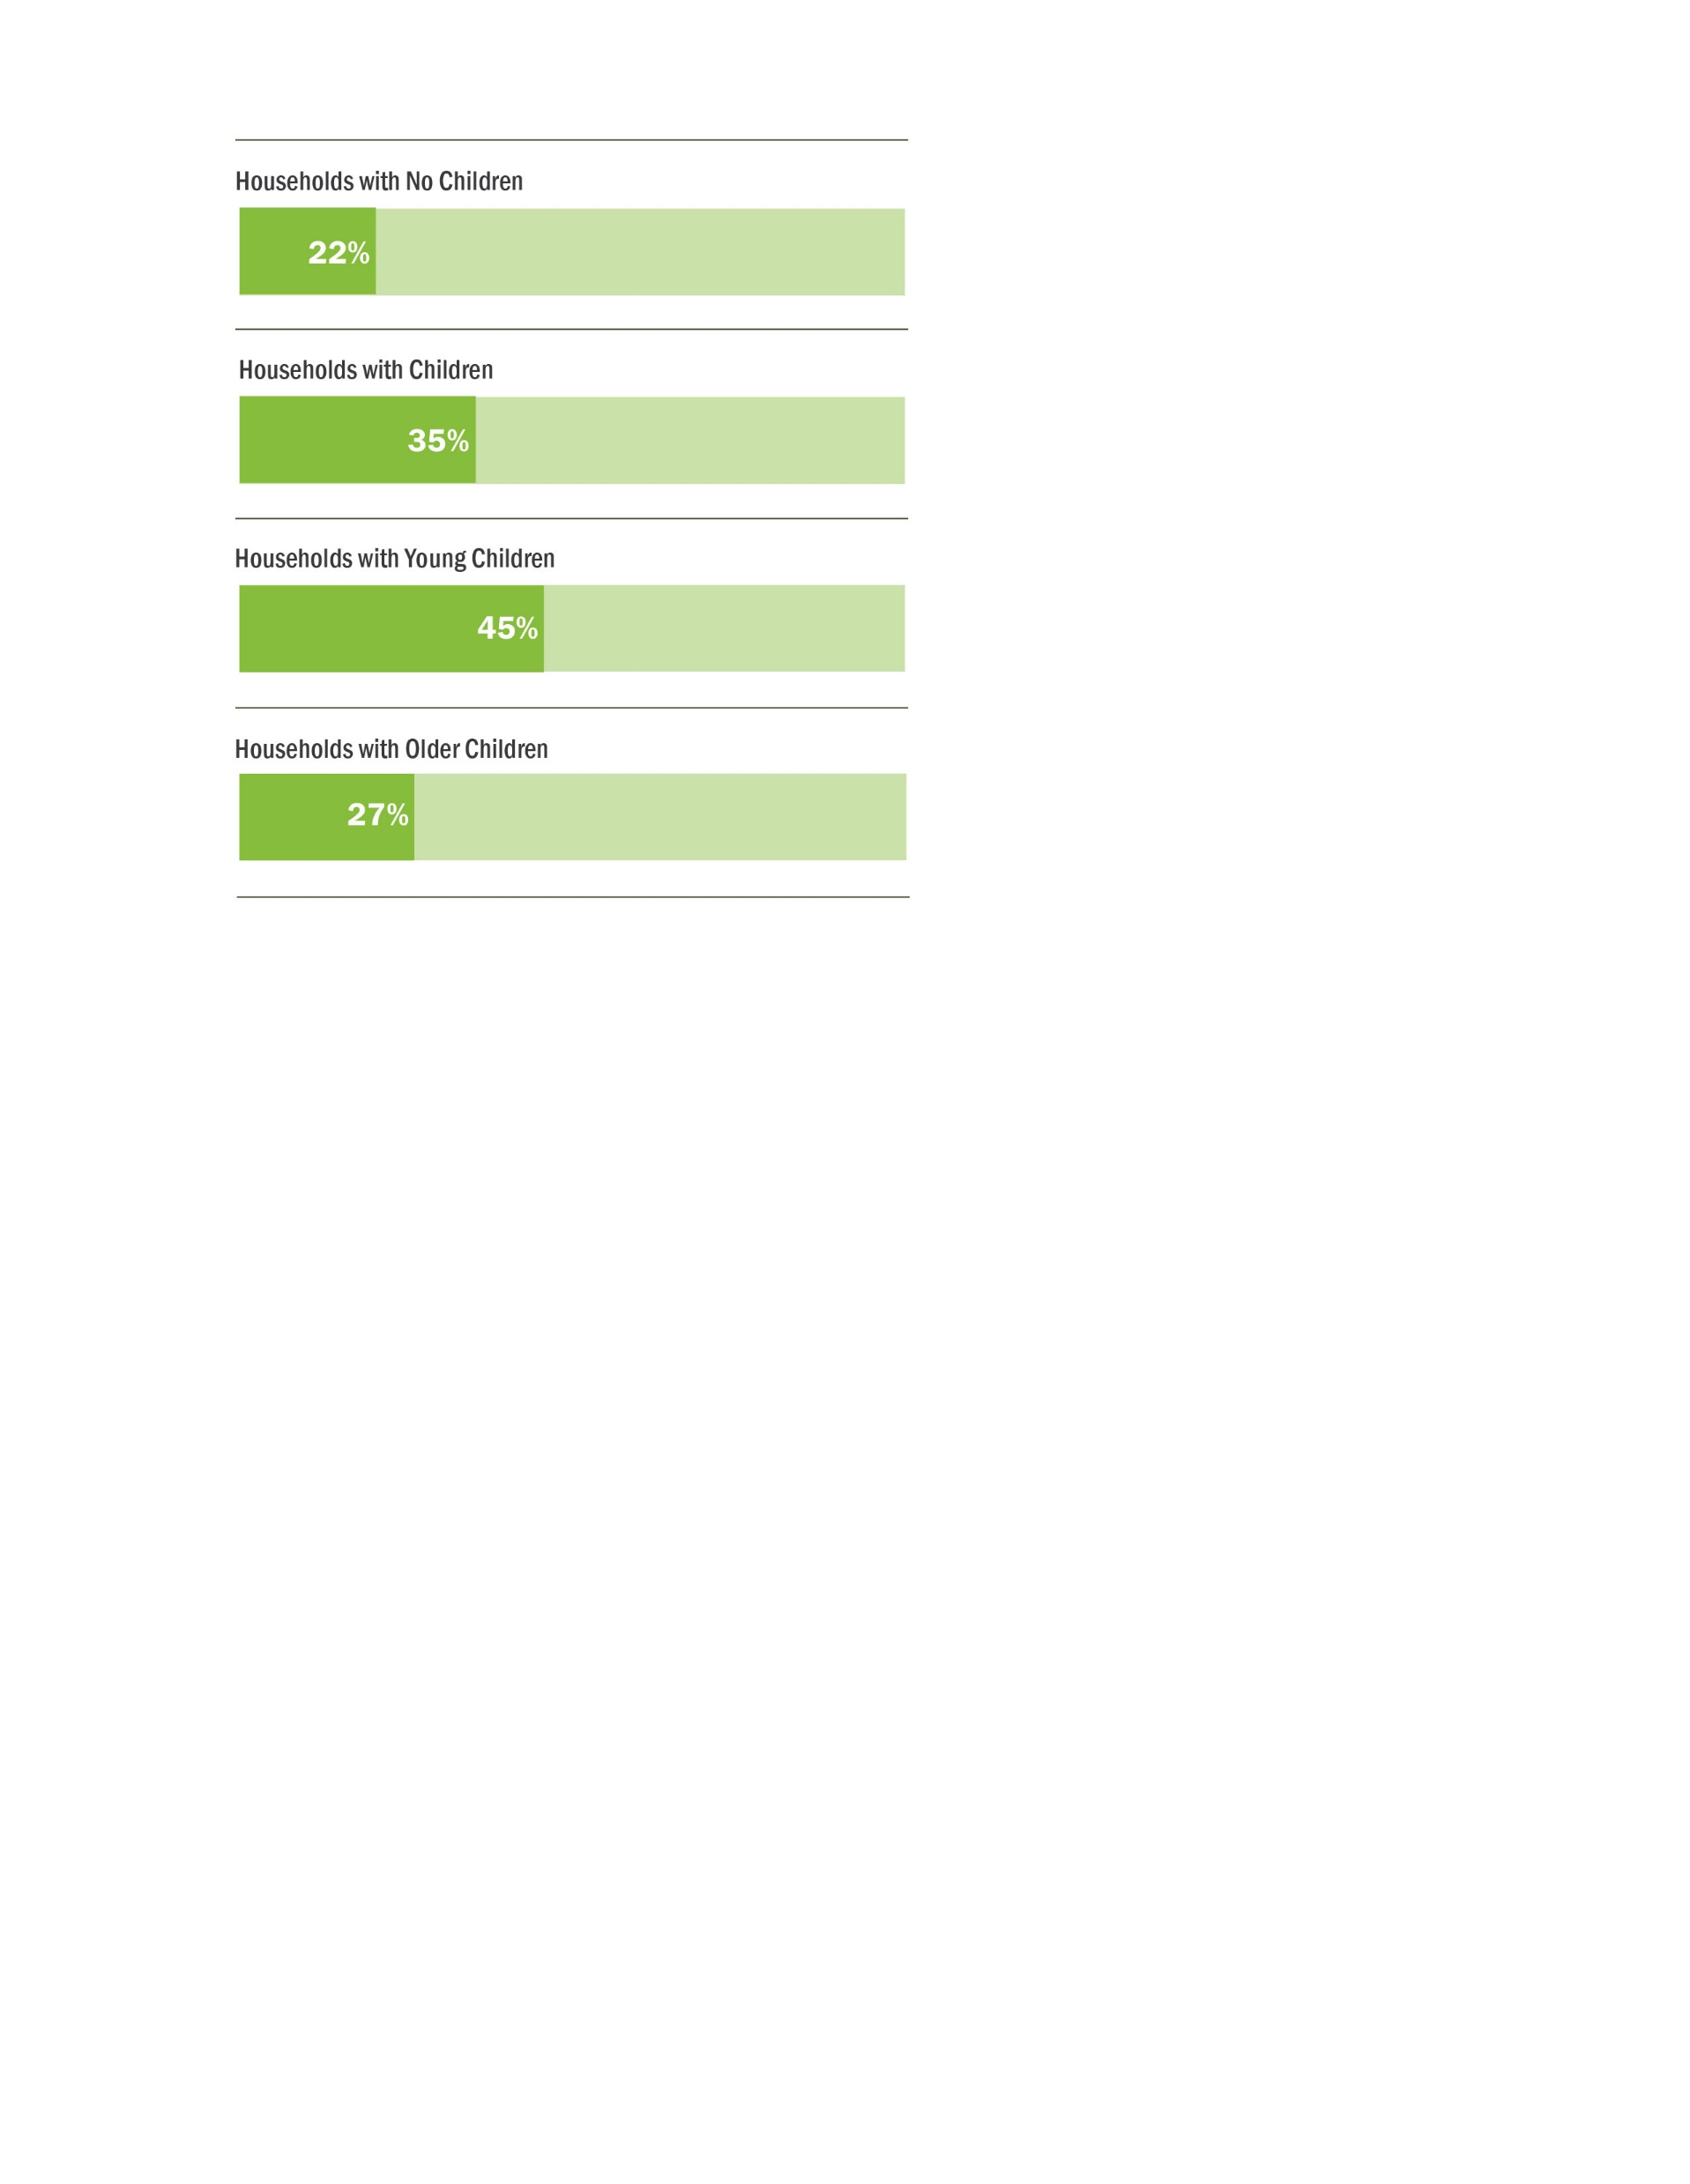 Households with No Children
22%
Households with Children
35%
Households with Young Children
45%
Households with Older Children
27%